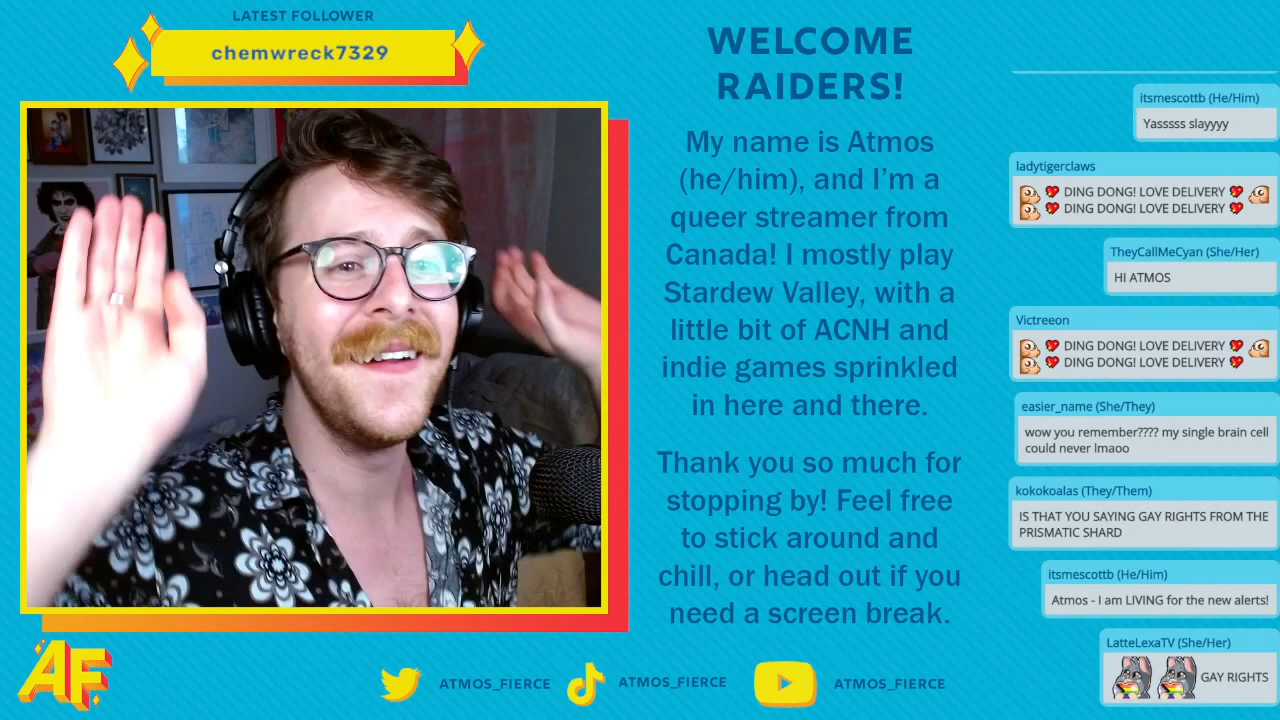 LATEST FOLLOWER
chemwreck7329
WELCOME
RAIDERS!
My name is Atmos
(he/him), and I'm a
queer streamer from
Canada! I mostly play
Stardew Valley, with a
little bit of ACNH and
indie games sprinkled
in here and there.
Thank you so much for
stopping by! Feel free
to stick around and
chill, or head out if you
need a screen break.
itsmescottb (He/Him)
Yasssss slayyyy
ladytigerclaws
DING DONG! LOVE DELIVERY
DING DONG! LOVE DELIVERY
TheyCallMeCyan (She/Her)
HI ATMOS
Victreeon
DING DONG! LOVE DELIVERY
DING DONG! LOVE DELIVERY
easier_name (She/They)
wow you remember???? my single brain cell
could never lmaoo
kokokoalas (They/Them)
IS THAT YOU SAYING GAY RIGHTS FROM THE
PRISMATIC SHARD
itsmescottb (He/Him)
Atmos - I am LIVING for the new alerts!
LatteLexaTV (She/Her)
GAY RIGHTS
AF
ATMOS_FIERCE
ATMOS_FIERCE
ATMOS_FIERCE